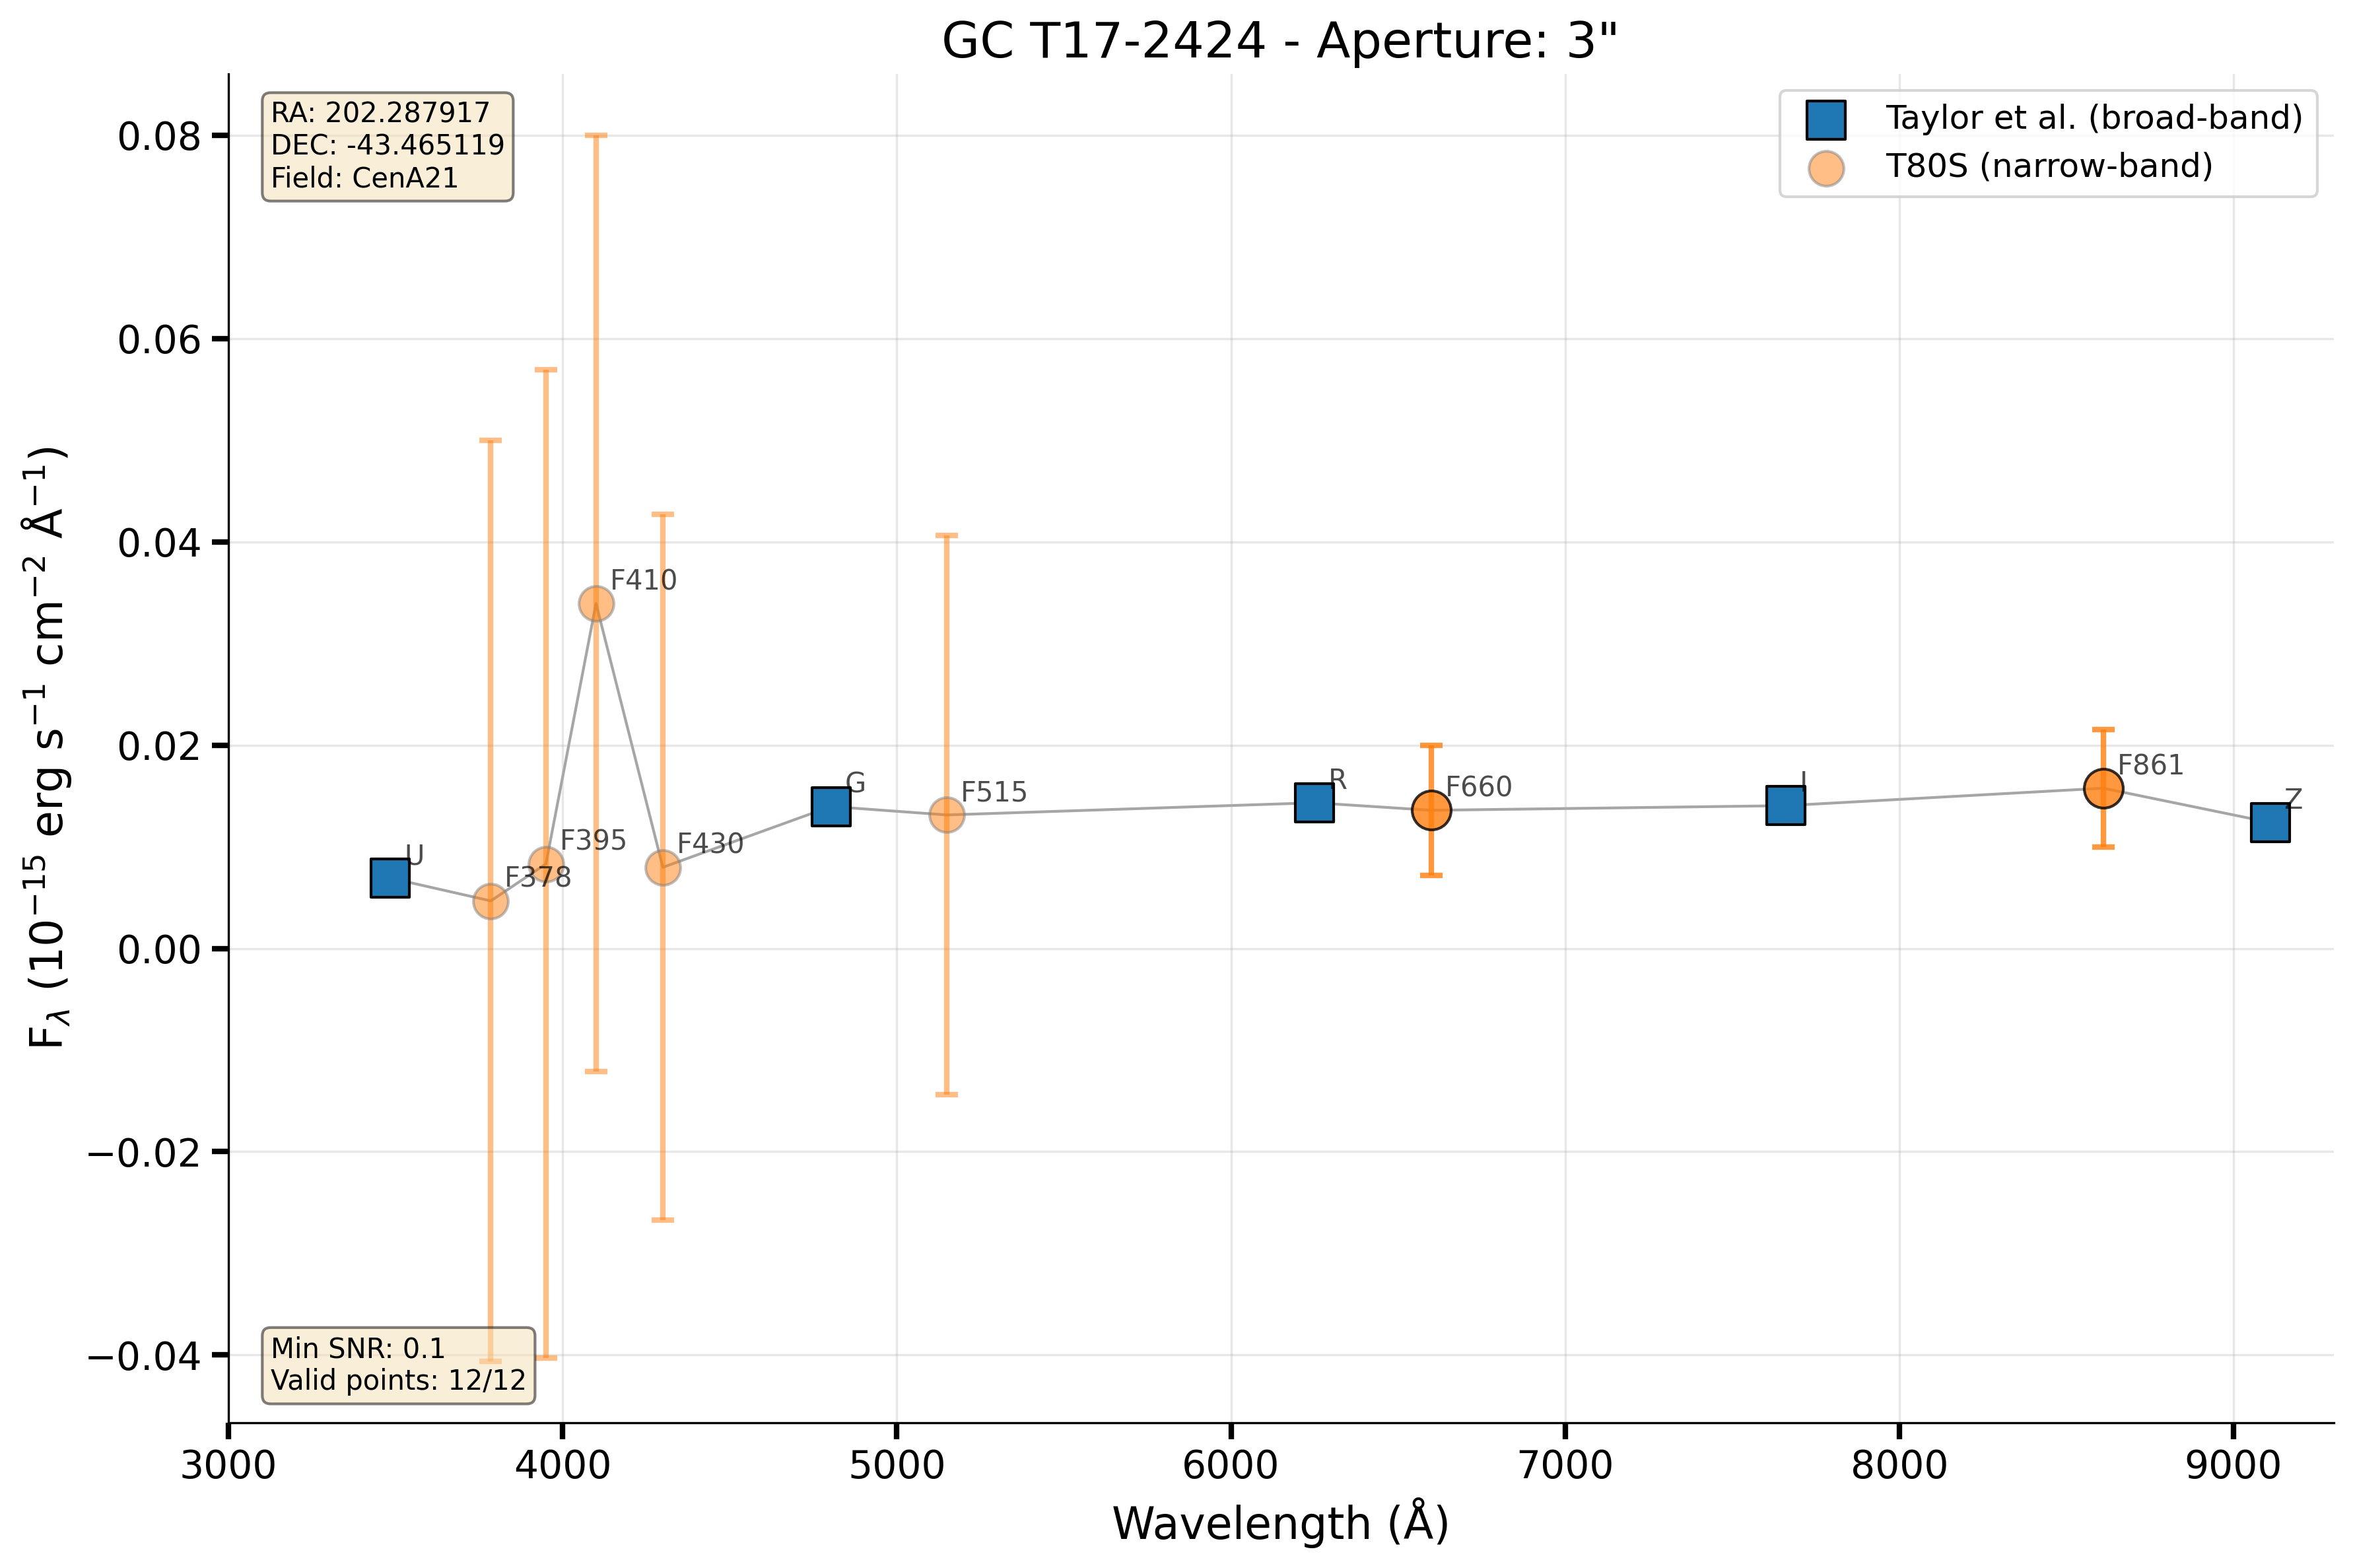 GC T17-2424 - Aperture: 3"
RA: 202.287917
DEC: -43.465119
Field: CenA21
Taylor et al. (broad-band)
T80S (narrow-band)
F_λ (10⁻¹⁵ erg s⁻¹ cm⁻² Å⁻¹)
0.08
0.06
0.04
0.02
0.00
−0.02
−0.04
U
F378
F395
F410
F430
G
F515
R
F660
I
F861
Z
Min SNR: 0.1
Valid points: 12/12
3000 4000 5000 6000 7000 8000 9000
Wavelength (Å)